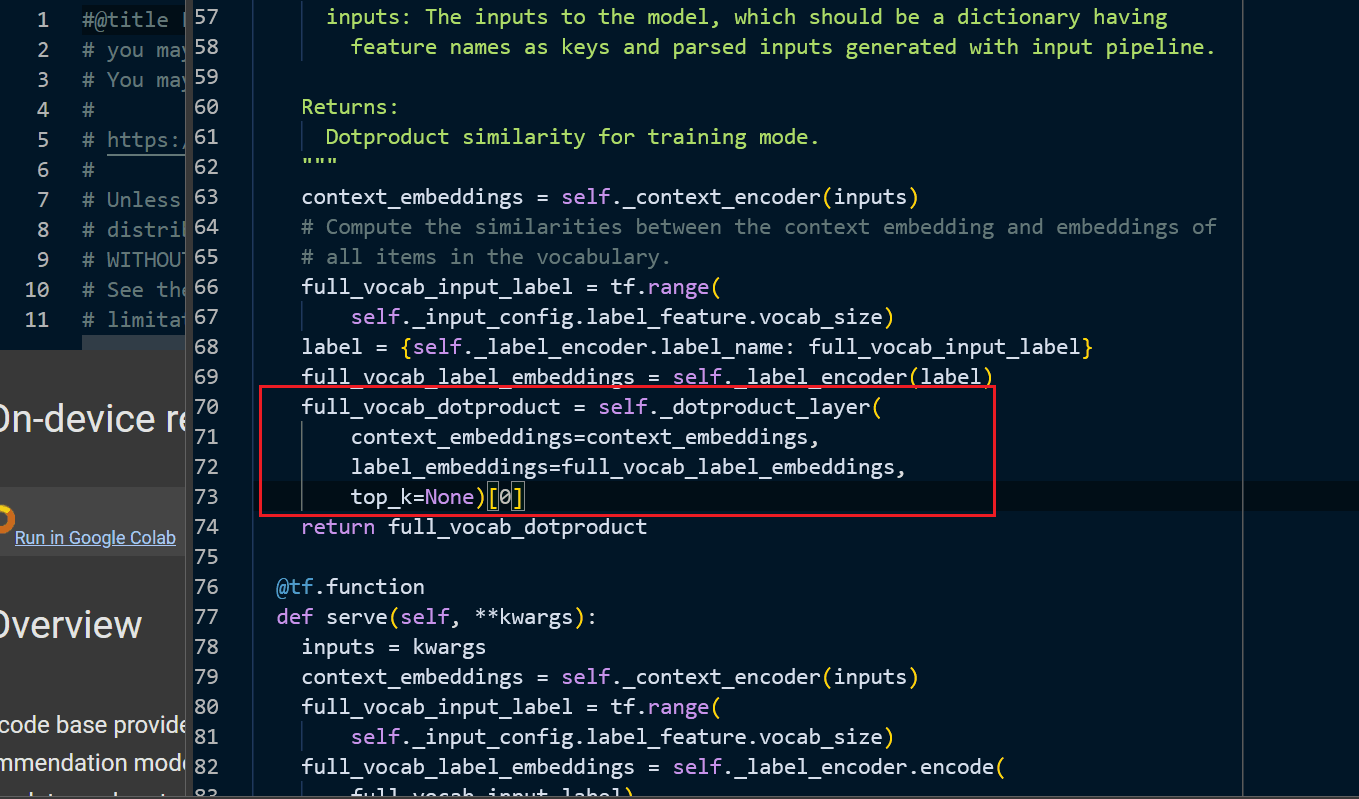 1 #@title
2 # you may
3 # You may
4 #
5 # https:/
6 #
7 # Unless
8 # distrib
9 # WITHOUT
10 # See the
11 # limitat
On-device re
Run in Google Colab
Overview
code base provide
mmendation mode
57 inputs: The inputs to the model, which should be a dictionary having
58 feature names as keys and parsed inputs generated with input pipeline.
59
60 Returns:
61 Dotproduct similarity for training mode.
62 """
63 context_embeddings = self._context_encoder(inputs)
64 # Compute the similarities between the context embedding and embeddings of
65 # all items in the vocabulary.
66 full_vocab_input_label = tf.range(
67 self._input_config.label_feature.vocab_size)
68 label = {self._label_encoder.label_name: full_vocab_input_label}
69 full_vocab_label_embeddings = self._label_encoder(label)
70 full_vocab_dotproduct = self._dotproduct_layer(
71 context_embeddings=context_embeddings,
72 label_embeddings=full_vocab_label_embeddings,
73 top_k=None)[0]
74 return full_vocab_dotproduct
75
76 @tf.function
77 def serve(self, **kwargs):
78 inputs = kwargs
79 context_embeddings = self._context_encoder(inputs)
80 full_vocab_input_label = tf.range(
81 self._input_config.label_feature.vocab_size)
82 full_vocab_label_embeddings = self._label_encoder.encode(
83 full_vocab_input_label)